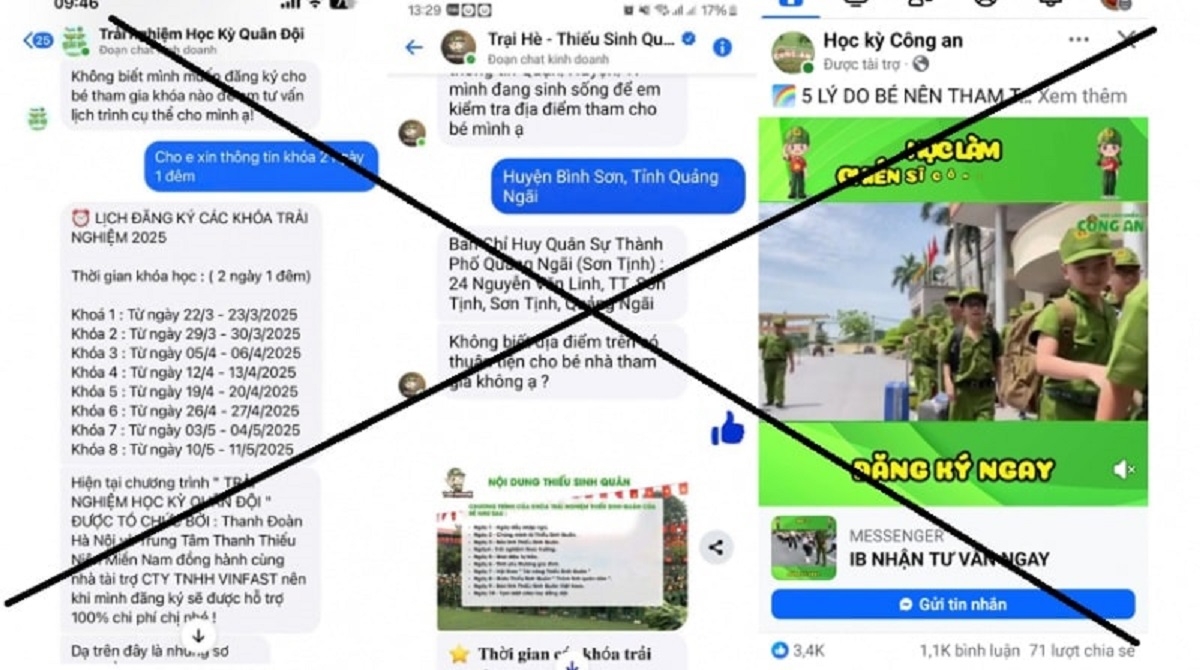 09:46
25
Trải Nghiệm Học Kỳ Quân Đội
Đoạn chat kinh doanh
Không biết mình muốn đăng ký cho
bé tham gia khóa nào để em tư vấn
lịch trình cụ thể cho mình ạ!
Cho e xin thông tin khóa 2 ngày
1 đêm
LỊCH ĐĂNG KÝ CÁC KHÓA TRẢI
NGHIỆM 2025
Thời gian khóa học : ( 2 ngày 1 đêm)
Khoá 1 : Từ ngày 22/3 - 23/3/2025
Khóa 2 : Từ ngày 29/3 - 30/3/2025
Khóa 3 : Từ ngày 05/4 - 06/4/2025
Khóa 4 : Từ ngày 12/4 - 13/4/2025
Khóa 5 : Từ ngày 19/4 - 20/4/2025
Khóa 6 : Từ ngày 26/4 - 27/4/2025
Khóa 7 : Từ ngày 03/5 - 04/5/2025
Khóa 8 : Từ ngày 10/5 - 11/5/2025
Hiện tại chương trình " TRẢI
NGHIỆM HỌC KỲ QUÂN ĐỘI "
ĐƯỢC TỔ CHỨC BỞI : Thanh Đoàn
Hà Nội và Trung Tâm Thanh Thiếu
Niên Miền Nam đồng hành cùng
nhà tài trợ CTY TNHH VINFAST nên
khi mình đăng ký sẽ được hỗ trợ
100% chi phí chị nhé !
Dạ trên đây là những sơ
13:29
17%
Trại Hè - Thiếu Sinh Qu...
Đoạn chat kinh doanh
thông tin Quận, Huyện,
mình đang sinh sống để em
kiểm tra địa điểm tham cho
bé mình ạ
Huyện Bình Sơn, Tỉnh Quảng
Ngãi
Ban Chỉ Huy Quân Sự Thành
Phố Quảng Ngãi (Sơn Tịnh) :
24 Nguyễn Văn Linh, TT. Sơn
Tịnh, Sơn Tịnh, Quảng Ngãi
Không biết địa điểm trên có
thuận tiện cho bé nhà tham
gia không ạ ?
NỘI DUNG THIẾU SINH QUÂN
Thời gian các khóa trải
Học kỳ Công an
Được tài trợ
5 LÝ DO BÉ NÊN THAM T... Xem thêm
HỌC LÀM
CHIẾN SĨ CÔ
CÔNG AN
ĐĂNG KÝ NGAY
MESSENGER
IB NHẬN TƯ VẤN NGAY
Gửi tin nhắn
3,4K
1,1K bình luận 71 lượt chia sẻ